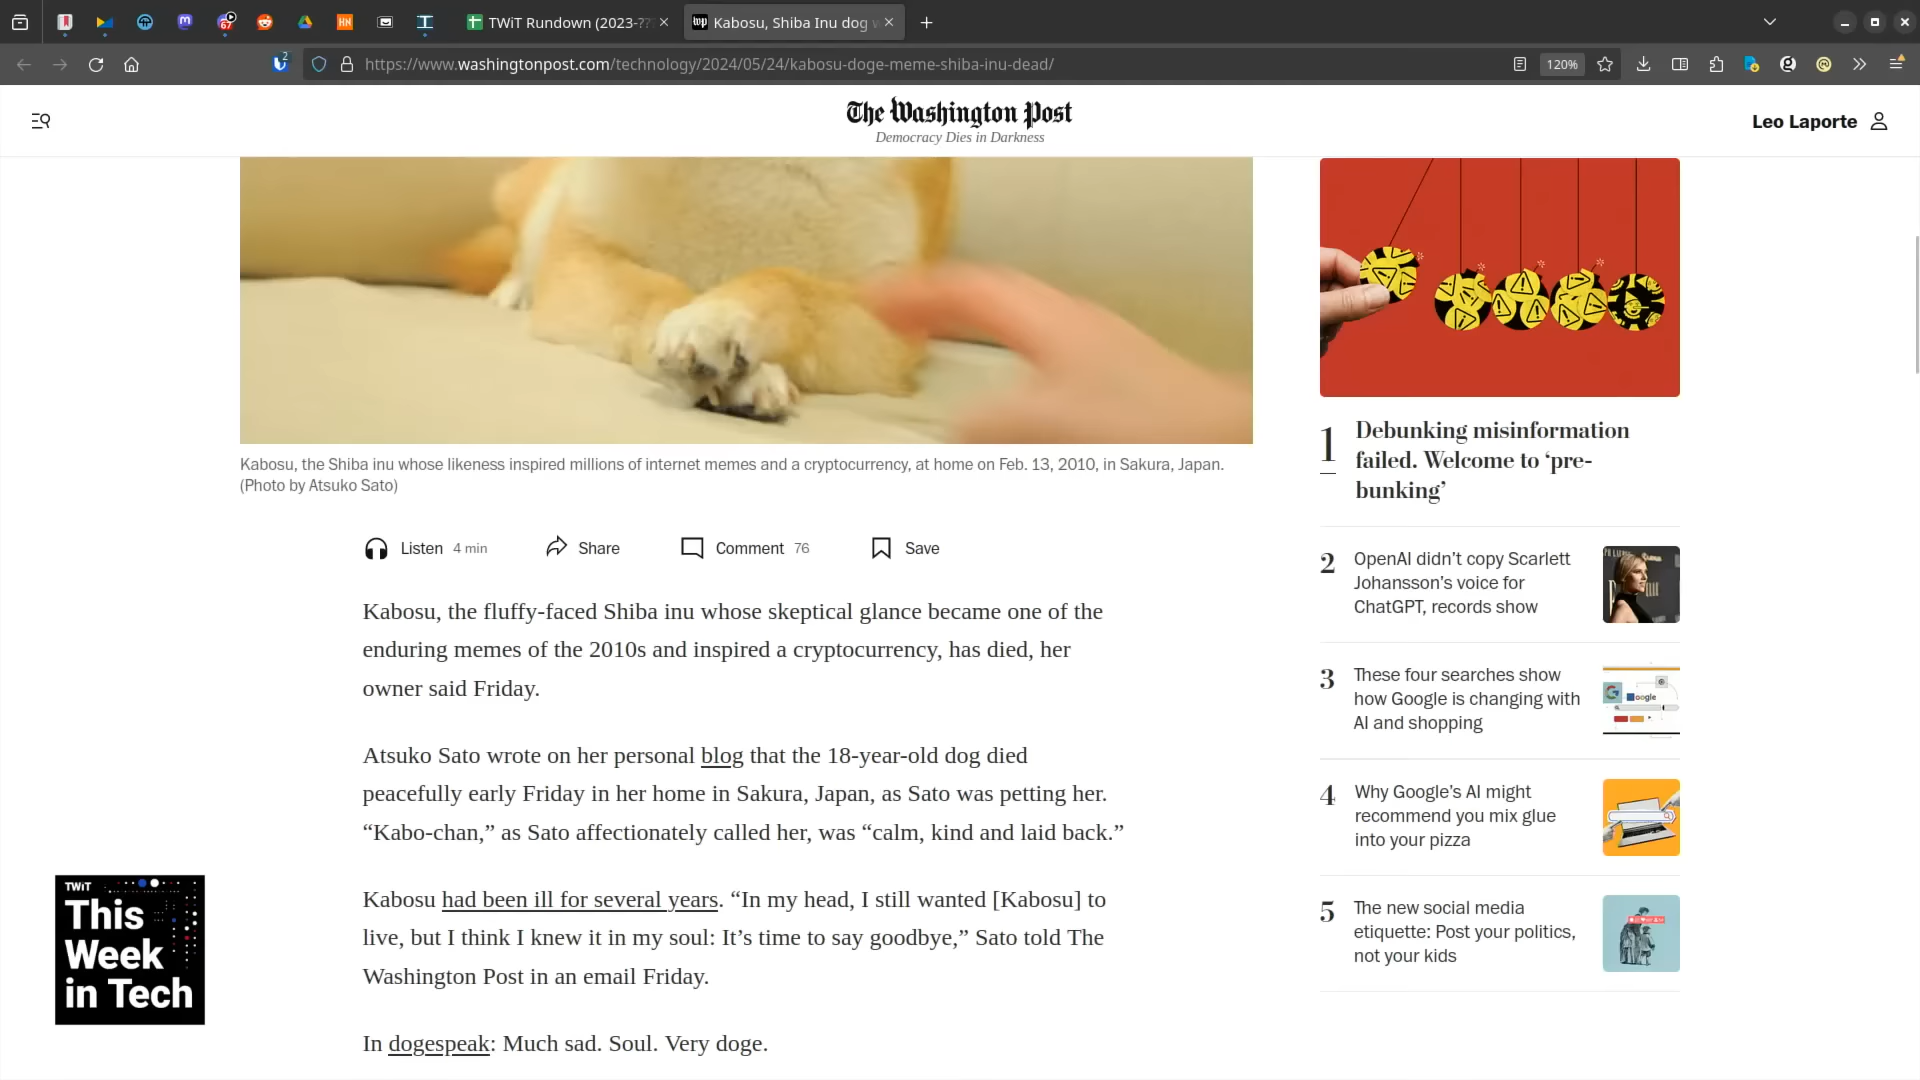 TWiT Rundown (2023-???
Kabosu, Shiba Inu dog w
https://www.washingtonpost.com/technology/2024/05/24/kabosu-doge-meme-shiba-inu-dead/
120%
The Washington Post
Democracy Dies in Darkness
Leo Laporte
Kabosu, the Shiba inu whose likeness inspired millions of internet memes and a cryptocurrency, at home on Feb. 13, 2010, in Sakura, Japan.
(Photo by Atsuko Sato)
Listen 4 min
Share
Comment 76
Save
Kabosu, the fluffy-faced Shiba inu whose skeptical glance became one of the
enduring memes of the 2010s and inspired a cryptocurrency, has died, her
owner said Friday.
Atsuko Sato wrote on her personal blog that the 18-year-old dog died
peacefully early Friday in her home in Sakura, Japan, as Sato was petting her.
“Kabo-chan,” as Sato affectionately called her, was “calm, kind and laid back.”
Kabosu had been ill for several years. “In my head, I still wanted [Kabosu] to
live, but I think I knew it in my soul: It’s time to say goodbye,” Sato told The
Washington Post in an email Friday.
In dogespeak: Much sad. Soul. Very doge.
1
Debunking misinformation
failed. Welcome to ‘pre-
bunking’
2
OpenAI didn’t copy Scarlett
Johansson’s voice for
ChatGPT, records show
3
These four searches show
how Google is changing with
AI and shopping
4
Why Google’s AI might
recommend you mix glue
into your pizza
5
The new social media
etiquette: Post your politics,
not your kids
TWiT
This
Week
in Tech